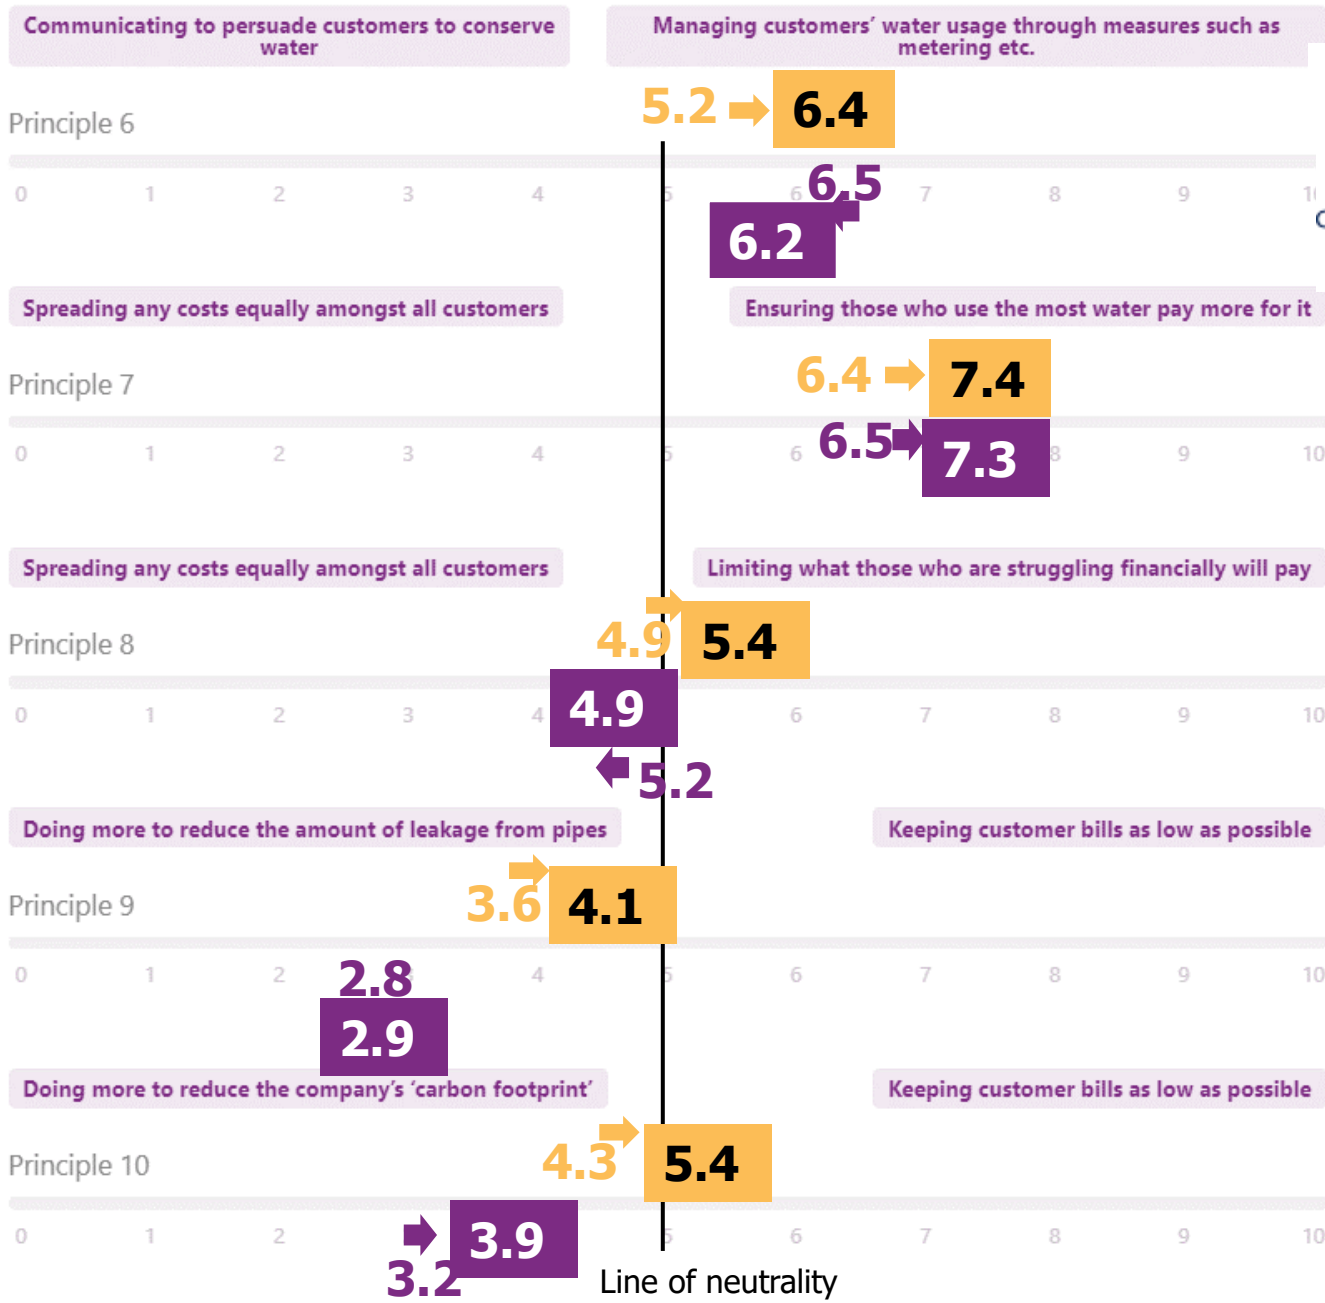 Communicating to persuade customers to conserve
water
Managing customers' water usage through measures such as
metering etc.
5.2
6.4
Principle 6
0 1 2 3 4 5 6 7 8 9
6.5
6.2
Spreading any costs equally amongst all customers
Ensuring those who use the most water pay more for it
6.4
7.4
Principle 7
0 1 2 3 4 5 6 8 9 10
6.5
7.3
Spreading any costs equally amongst all customers
Limiting what those who are struggling financially will pay
4.9
5.4
Principle 8
0 1 2 3 4 6 7 8 9 10
4.9
5.2
Doing more to reduce the amount of leakage from pipes
Keeping customer bills as low as possible
3.6
4.1
Principle 9
0 1 2 4 5 6 7 8 9 10
2.8
2.9
Doing more to reduce the company's 'carbon footprint'
Keeping customer bills as low as possible
4.3
5.4
Principle 10
0 1 2 5 6 7 8 9 10
3.9
3.2
Line of neutrality